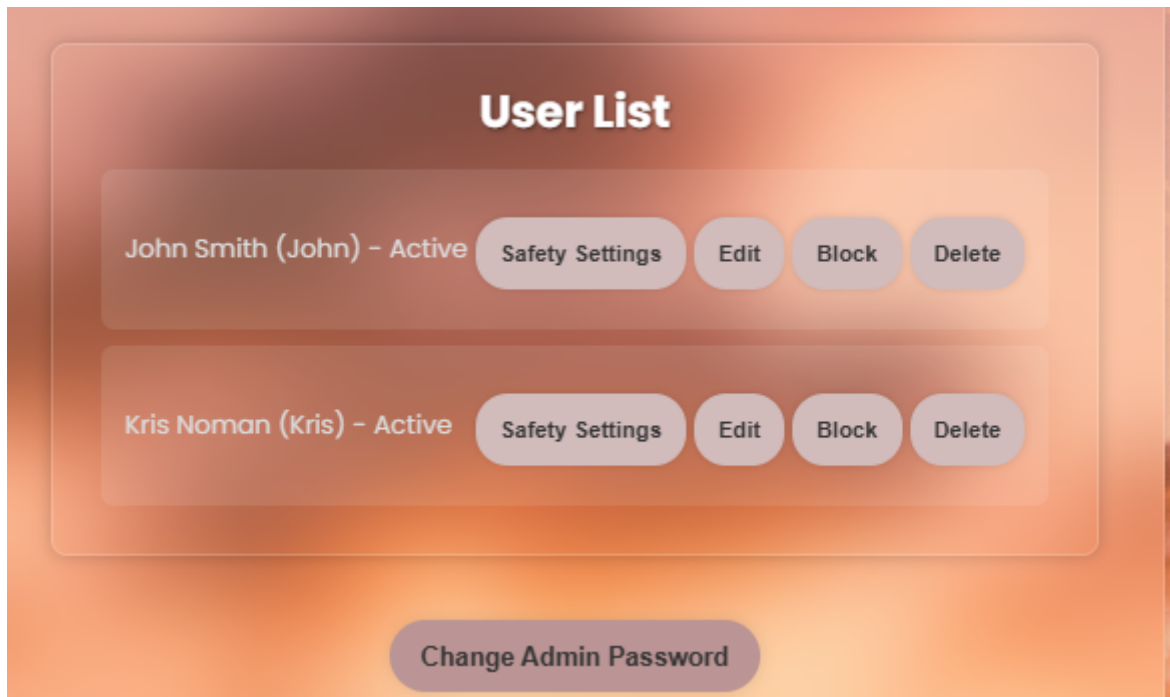 User List
John Smith (John) - Active Safety Settings Edit Block Delete
Kris Noman (Kris) - Active Safety Settings Edit Block Delete
Change Admin Password